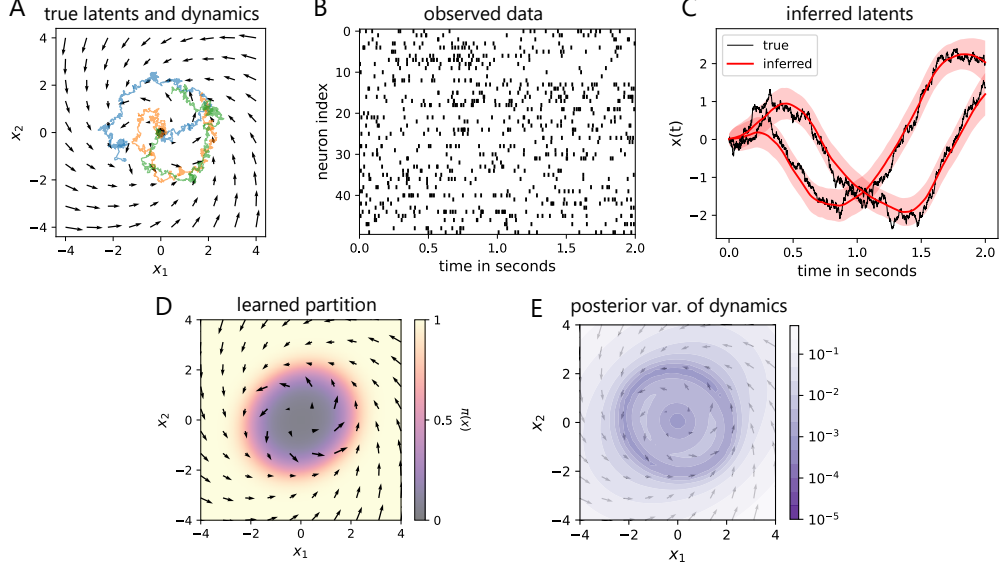 A true latents and dynamics
4
2
0
−2
−4
x2
−4 −2 0 2 4
x1
B observed data
0
10
20
30
40
neuron index
0.0 0.5 1.0 1.5 2.0
time in seconds
C inferred latents
true
inferred
2
1
0
−1
−2
x(t)
0.0 0.5 1.0 1.5 2.0
time in seconds
D learned partition
4
2
0
−2
−4
x2
−4 −2 0 2 4
x1
1
0.5
0
π(x)
E posterior var. of dynamics
4
2
0
−2
−4
x2
−4 −2 0 2 4
x1
10−1
10−2
10−3
10−4
10−5